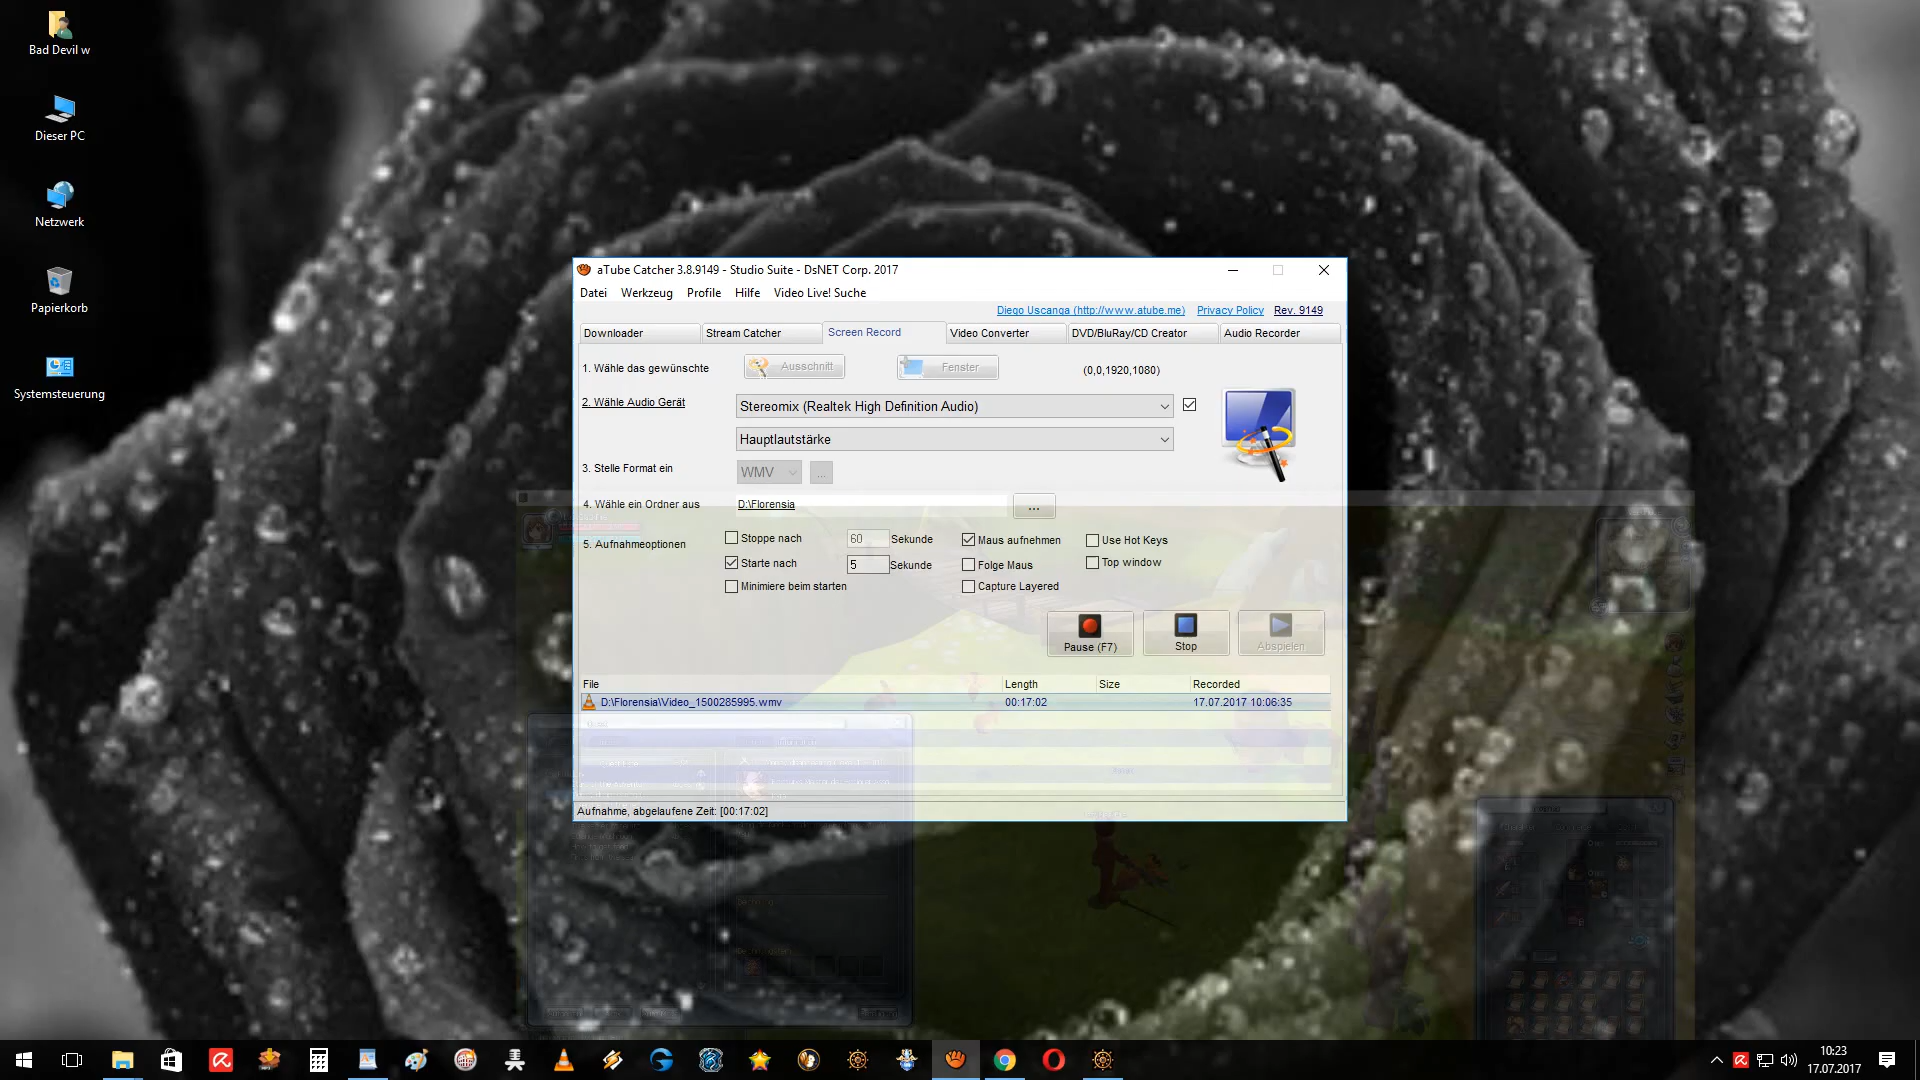 Bad Devil w
Dieser PC
Netzwerk
Papierkorb
Systemsteuerung
aTube Catcher 3.8.9149 - Studio Suite - DsNET Corp. 2017
Datei Werkzeug Profile Hilfe Video Live! Suche
Diego Uscanga (http://www.atube.me) Privacy Policy Rev. 9149
Downloader Stream Catcher Screen Record Video Converter DVD/BluRay/CD Creator Audio Recorder
1. Wähle das gewünschte Ausschnitt Fenster (0,0,1920,1080)
2. Wähle Audio Gerät Stereomix (Realtek High Definition Audio)
Hauptlautstärke
3. Stelle Format ein WMV ...
4. Wähle ein Ordner aus D:\Florensia ...
5. Aufnahmeoptionen
Stoppe nach 60 Sekunde Maus aufnehmen Use Hot Keys
Starte nach 5 Sekunde Folge Maus Top window
Minimiere beim starten Capture Layered
Pause (F7) Stop Abspielen
File Length Size Recorded
D:\Florensia\Video_1500285995.wmv 00:17:02 17.07.2017 10:06:35
Aufnahme, abgelaufene Zeit: [00:17:02]
10:23
17.07.2017